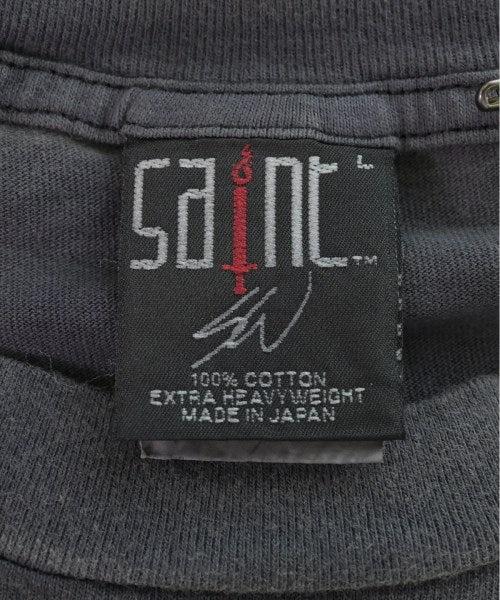 saint L
TM
100% COTTON
EXTRA HEAVYWEIGHT
MADE IN JAPAN